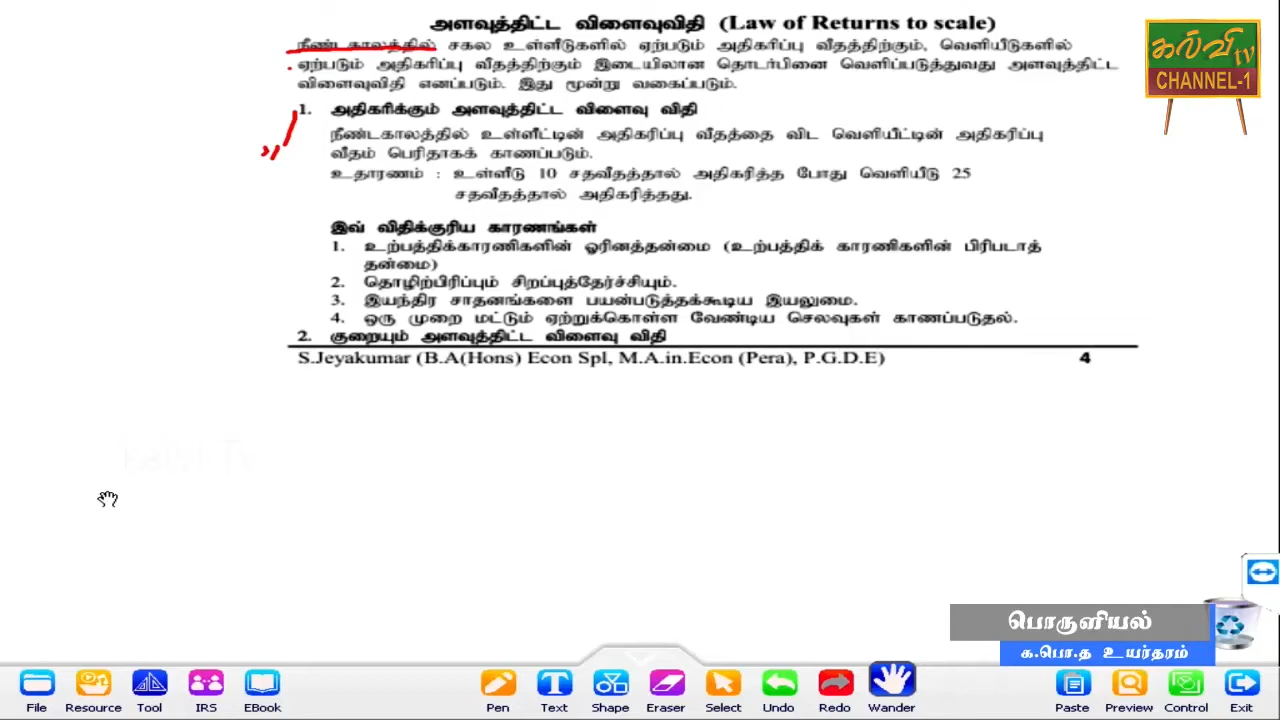 அளவுத்திட்ட விளைவுவிதி (Law of Returns to scale)
நீண்டகாலத்தில் சகல உள்ளீடுகளில் ஏற்படும் அதிகரிப்பு வீதத்திற்கும், வெளியீடுகளில்
ஏற்படும் அதிகரிப்பு வீதத்திற்கும் இடையிலான தொடர்பினை வெளிப்படுத்துவது அளவுத்திட்ட
விளைவுவிதி எனப்படும். இது மூன்று வகைப்படும்.
1. அதிகரிக்கும் அளவுத்திட்ட விளைவு விதி
நீண்டகாலத்தில் உள்ளீட்டின் அதிகரிப்பு வீதத்தை விட வெளியீட்டின் அதிகரிப்பு
வீதம் பெரிதாகக் காணப்படும்.
உதாரணம் : உள்ளீடு 10 சதவீதத்தால் அதிகரித்த போது வெளியீடு 25
சதவீதத்தால் அதிகரித்தது.
இவ் விதிக்குரிய காரணங்கள்
1. உற்பத்திக்காரணிகளின் ஓரினத்தன்மை (உற்பத்திக் காரணிகளின் பிரிபடாத்
தன்மை)
2. தொழிற்பிரிப்பும் சிறப்புத்தேர்ச்சியும்.
3. இயந்திர சாதனங்களை பயன்படுத்தக்கூடிய இயலுமை.
4. ஒரு முறை மட்டும் ஏற்றுக்கொள்ள வேண்டிய செலவுகள் காணப்படுதல்.
2. குறையும் அளவுத்திட்ட விளைவு விதி
S.Jeyakumar (B.A(Hons) Econ Spl, M.A.in.Econ (Pera), P.G.D.E) 4
கல்வி TV
CHANNEL-1
பொருளியல்
க.பொ.த உயர்தரம்
File Resource Tool IRS EBook Pen Text Shape Eraser Select Undo Redo Wander Paste Preview Control Exit